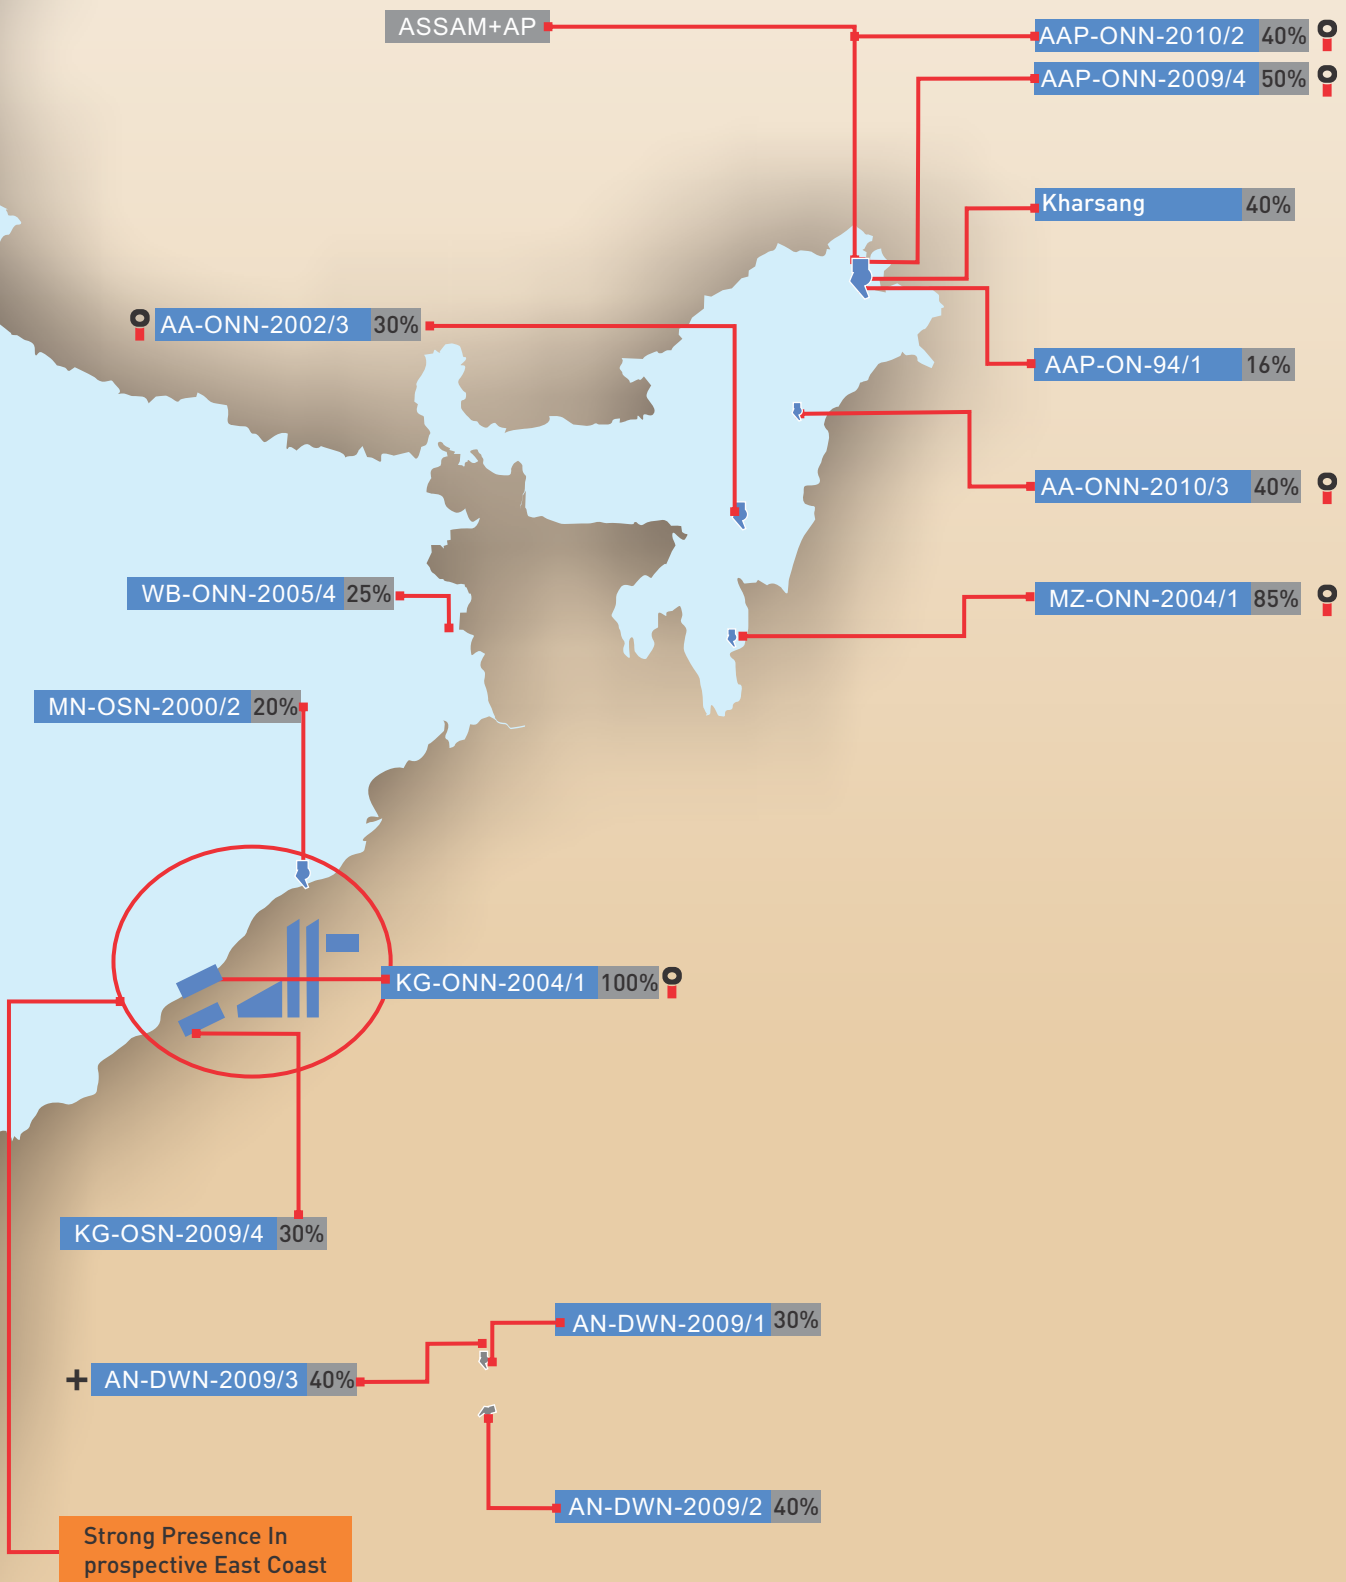 ASSAM+AP
AAP-ONN-2010/2 40%
AAP-ONN-2009/4 50%
Kharsang 40%
AA-ONN-2002/3 30%
AAP-ON-94/1 16%
AA-ONN-2010/3 40%
WB-ONN-2005/4 25%
MZ-ONN-2004/1 85%
MN-OSN-2000/2 20%
KG-ONN-2004/1 100%
KG-OSN-2009/4 30%
AN-DWN-2009/1 30%
+ AN-DWN-2009/3 40%
AN-DWN-2009/2 40%
Strong Presence In
prospective East Coast